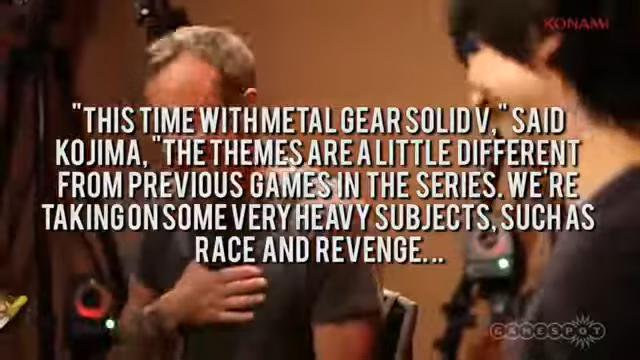 KONAMI
"THIS TIME WITH METAL GEAR SOLID V," SAID
KOJIMA, "THE THEMES ARE A LITTLE DIFFERENT
FROM PREVIOUS GAMES IN THE SERIES. WE'RE
TAKING ON SOME VERY HEAVY SUBJECTS, SUCH AS
RACE AND REVENGE...
GAMESPOT